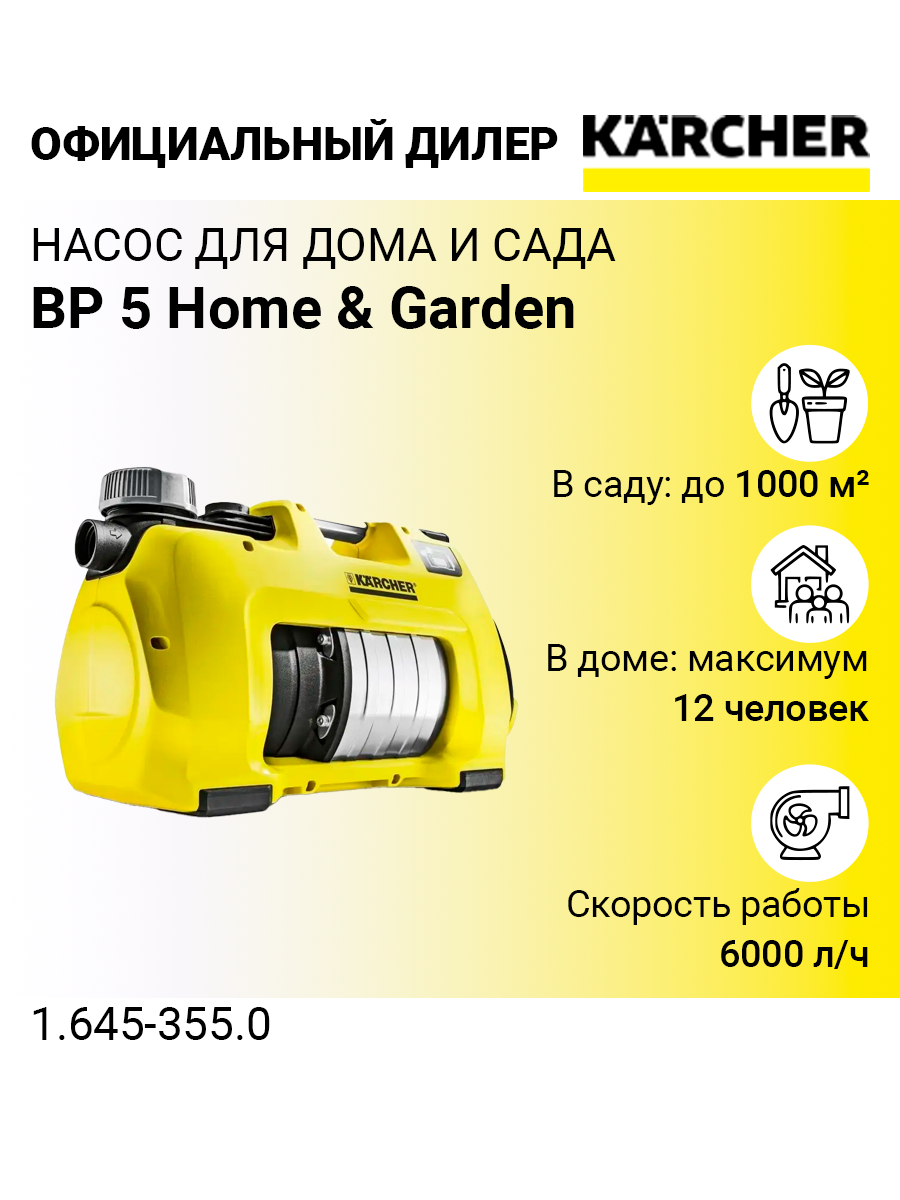 ОФИЦИАЛЬНЫЙ ДИЛЕР KÄRCHER
НАСОС ДЛЯ ДОМА И САДА
BP 5 Home & Garden
В саду: до 1000 м²
KÄRCHER
В доме: максимум
12 человек
Скорость работы
6000 л/ч
1.645-355.0